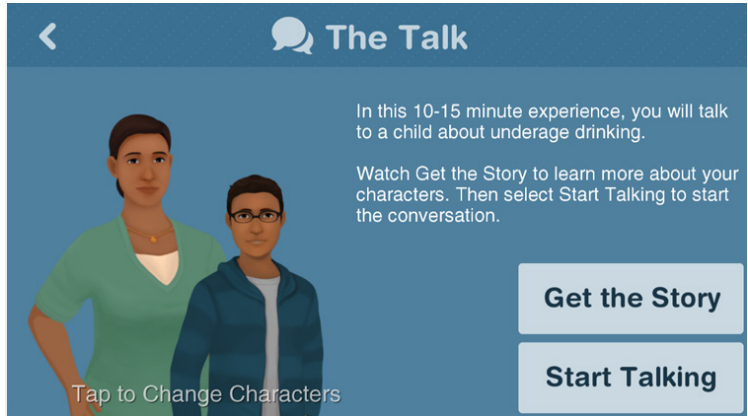 The Talk
In this 10-15 minute experience, you will talk
to a child about underage drinking.
Watch Get the Story to learn more about your
characters. Then select Start Talking to start
the conversation.
Get the Story
Start Talking
Tap to Change Characters